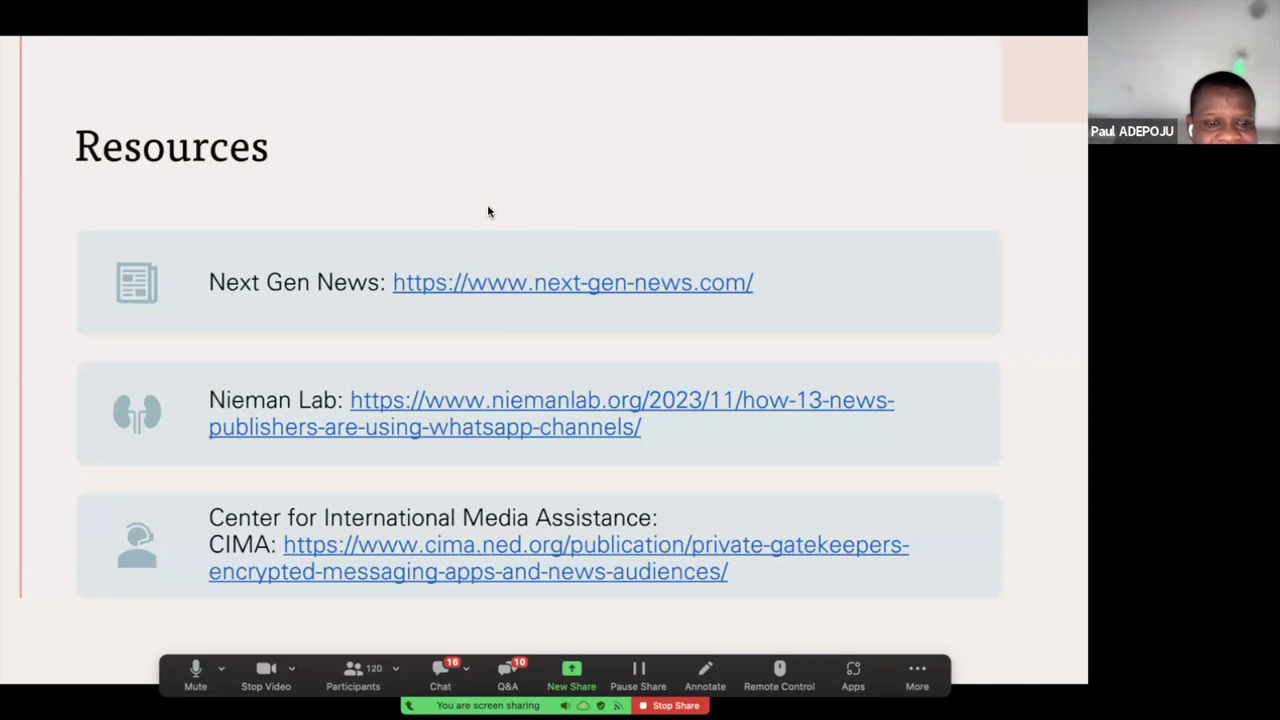 Resources
Next Gen News: https://www.next-gen-news.com/
Nieman Lab: https://www.niemanlab.org/2023/11/how-13-news-
publishers-are-using-whatsapp-channels/
Center for International Media Assistance:
CIMA: https://www.cima.ned.org/publication/private-gatekeepers-
encrypted-messaging-apps-and-news-audiences/
Paul ADEPOJU
120
16
10
Mute
Stop Video
Participants
Chat
Q&A
New Share
Pause Share
Annotate
Remote Control
Apps
More
You are screen sharing
Stop Share